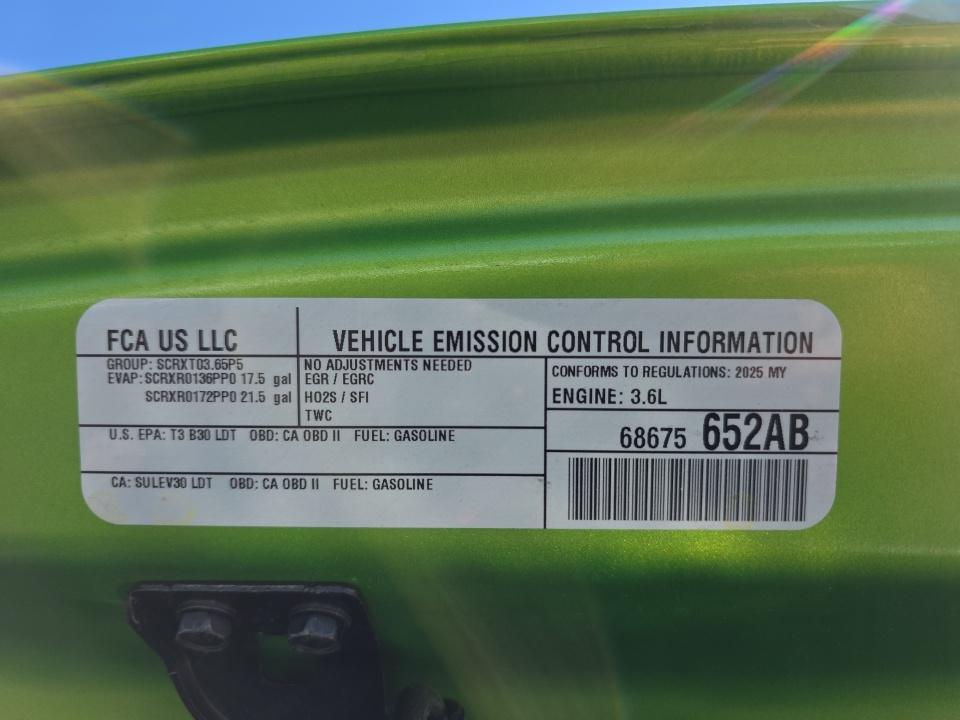 FCA US LLC
VEHICLE EMISSION CONTROL INFORMATION
GROUP: SCRXT03.65P5
EVAP: SCRXR0136PP0 17.5 gal
SCRXR0172PP0 21.5 gal
NO ADJUSTMENTS NEEDED
EGR / EGRC
HO2S / SFI
TWC
CONFORMS TO REGULATIONS: 2025 MY
ENGINE: 3.6L
68675 652AB
U.S. EPA: T3 B30 LDT OBD: CA OBD II FUEL: GASOLINE
CA: SULEV30 LDT OBD: CA OBD II FUEL: GASOLINE